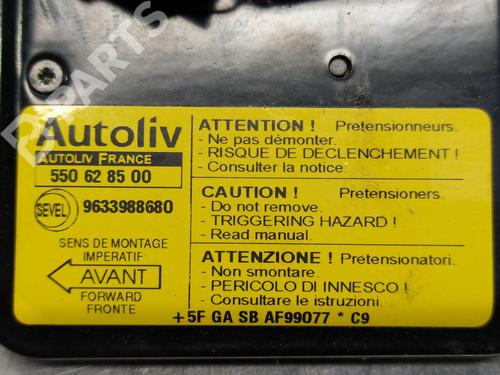 B-PARTS
Autoliv
AUTOLIV FRANCE
550 62 85 00
SEVEL 9633988680
SENS DE MONTAGE
IMPERATIF
AVANT
FORWARD
FRONTE
ATTENTION ! Pretensionneurs.
- Ne pas démonter.
- RISQUE DE DECLENCHEMENT !
- Consulter la notice.
CAUTION ! Pretensioners.
- Do not remove.
- TRIGGERING HAZARD !
- Read manual.
ATTENZIONE ! Pretensionatori.
- Non smontare.
- PERICOLO DI INNESCO !
- Consultare le istruzioni.
+5F GA SB AF99077 * C9